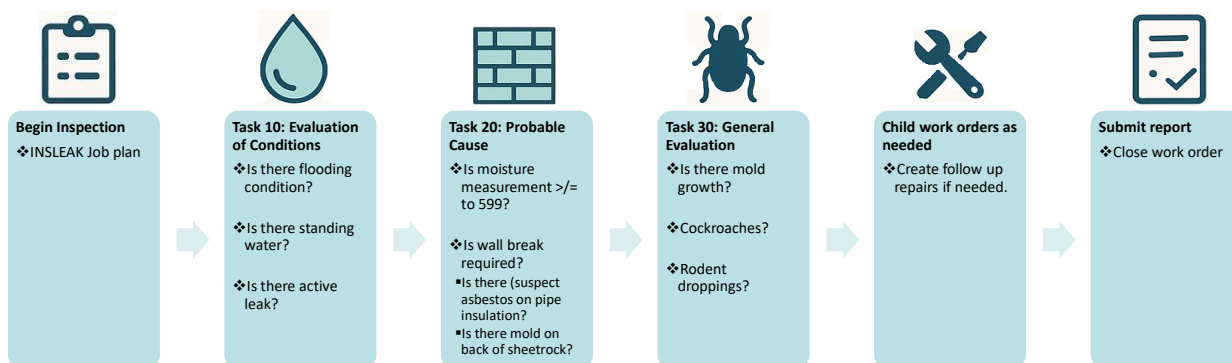 Begin Inspection
❖INSLEAK Job plan
Task 10: Evaluation
of Conditions
❖Is there flooding
condition?
❖Is there standing
water?
❖Is there active
leak?
Task 20: Probable
Cause
❖Is moisture
measurement >/=
to 599?
❖Is wall break
required?
▪Is there (suspect
asbestos on pipe
insulation?
▪Is there mold on
back of sheetrock?
Task 30: General
Evaluation
❖Is there mold
growth?
❖Cockroaches?
❖Rodent
droppings?
Child work orders as
needed
❖Create follow up
repairs if needed.
Submit report
❖Close work order